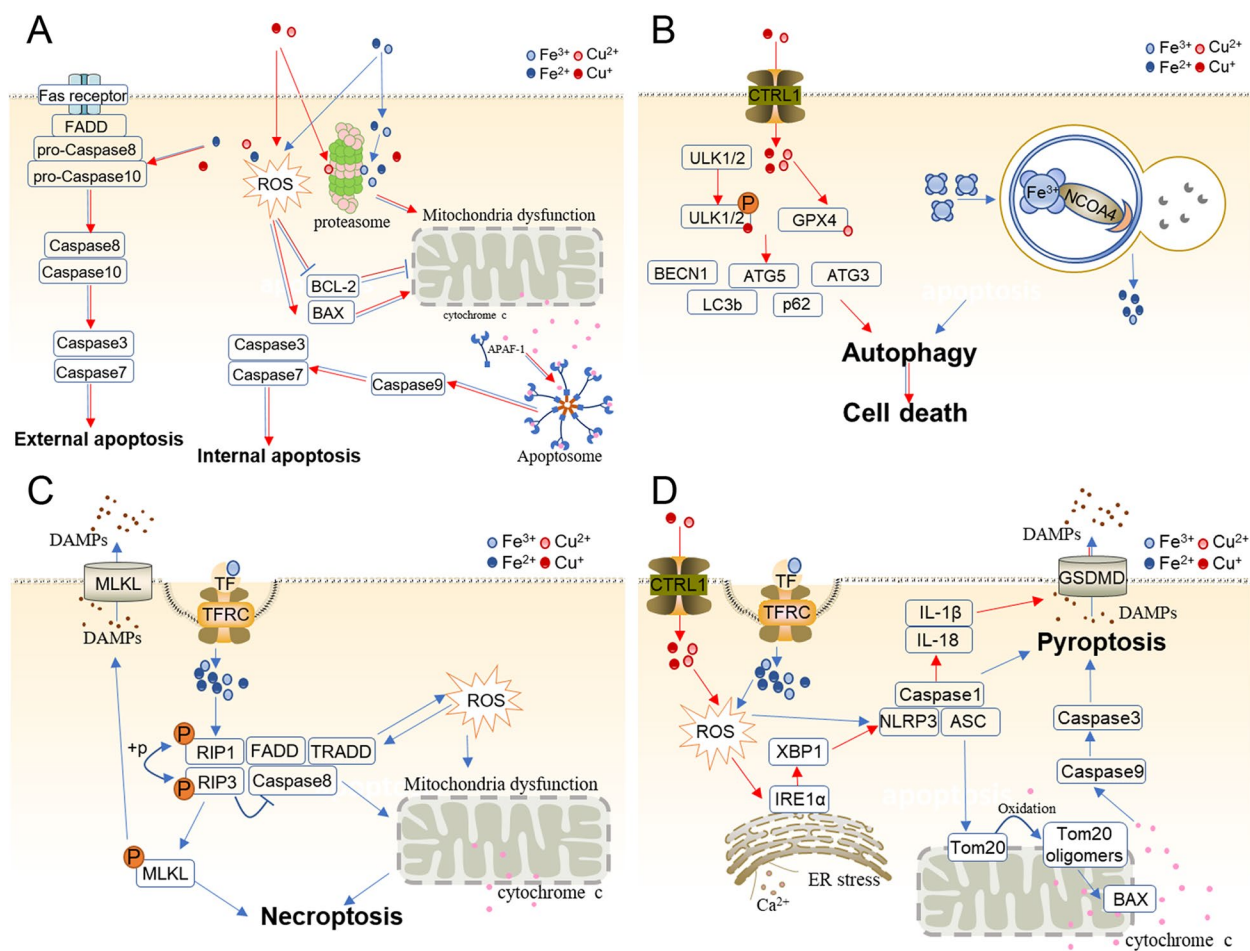 A
Fe3+ Cu2+
Fe2+ Cu+
Fas receptor
FADD
pro-Caspase8
pro-Caspase10
Caspase8
Caspase10
Caspase3
Caspase7
External apoptosis
ROS
proteasome
Mitochondria dysfunction
BCL-2
BAX
cytochrome c
APAF-1
Caspase3
Caspase7
Caspase9
Apoptosome
Internal apoptosis
B
Fe3+ Cu2+
Fe2+ Cu+
CTRL1
ULK1/2
P
ULK1/2
GPX4
BECN1
ATG5
ATG3
LC3b
p62
Fe3+
NCOA4
apoptosis
Autophagy
Cell death
C
Fe3+ Cu2+
Fe2+ Cu+
DAMPs
MLKL
DAMPs
TF
TFRC
ROS
+p
P
RIP1
FADD
TRADD
P
RIP3
Caspase8
Mitochondria dysfunction
P
MLKL
cytochrome c
Necroptosis
D
Fe3+ Cu2+
Fe2+ Cu+
CTRL1
TF
TFRC
DAMPs
GSDMD
DAMPs
IL-1β
IL-18
Pyroptosis
Caspase1
NLRP3
ASC
ROS
XBP1
IRE1α
ER stress
Ca2+
apoptosis
Caspase3
Caspase9
Oxidation
Tom20
Tom20
oligomers
BAX
cytochrome c